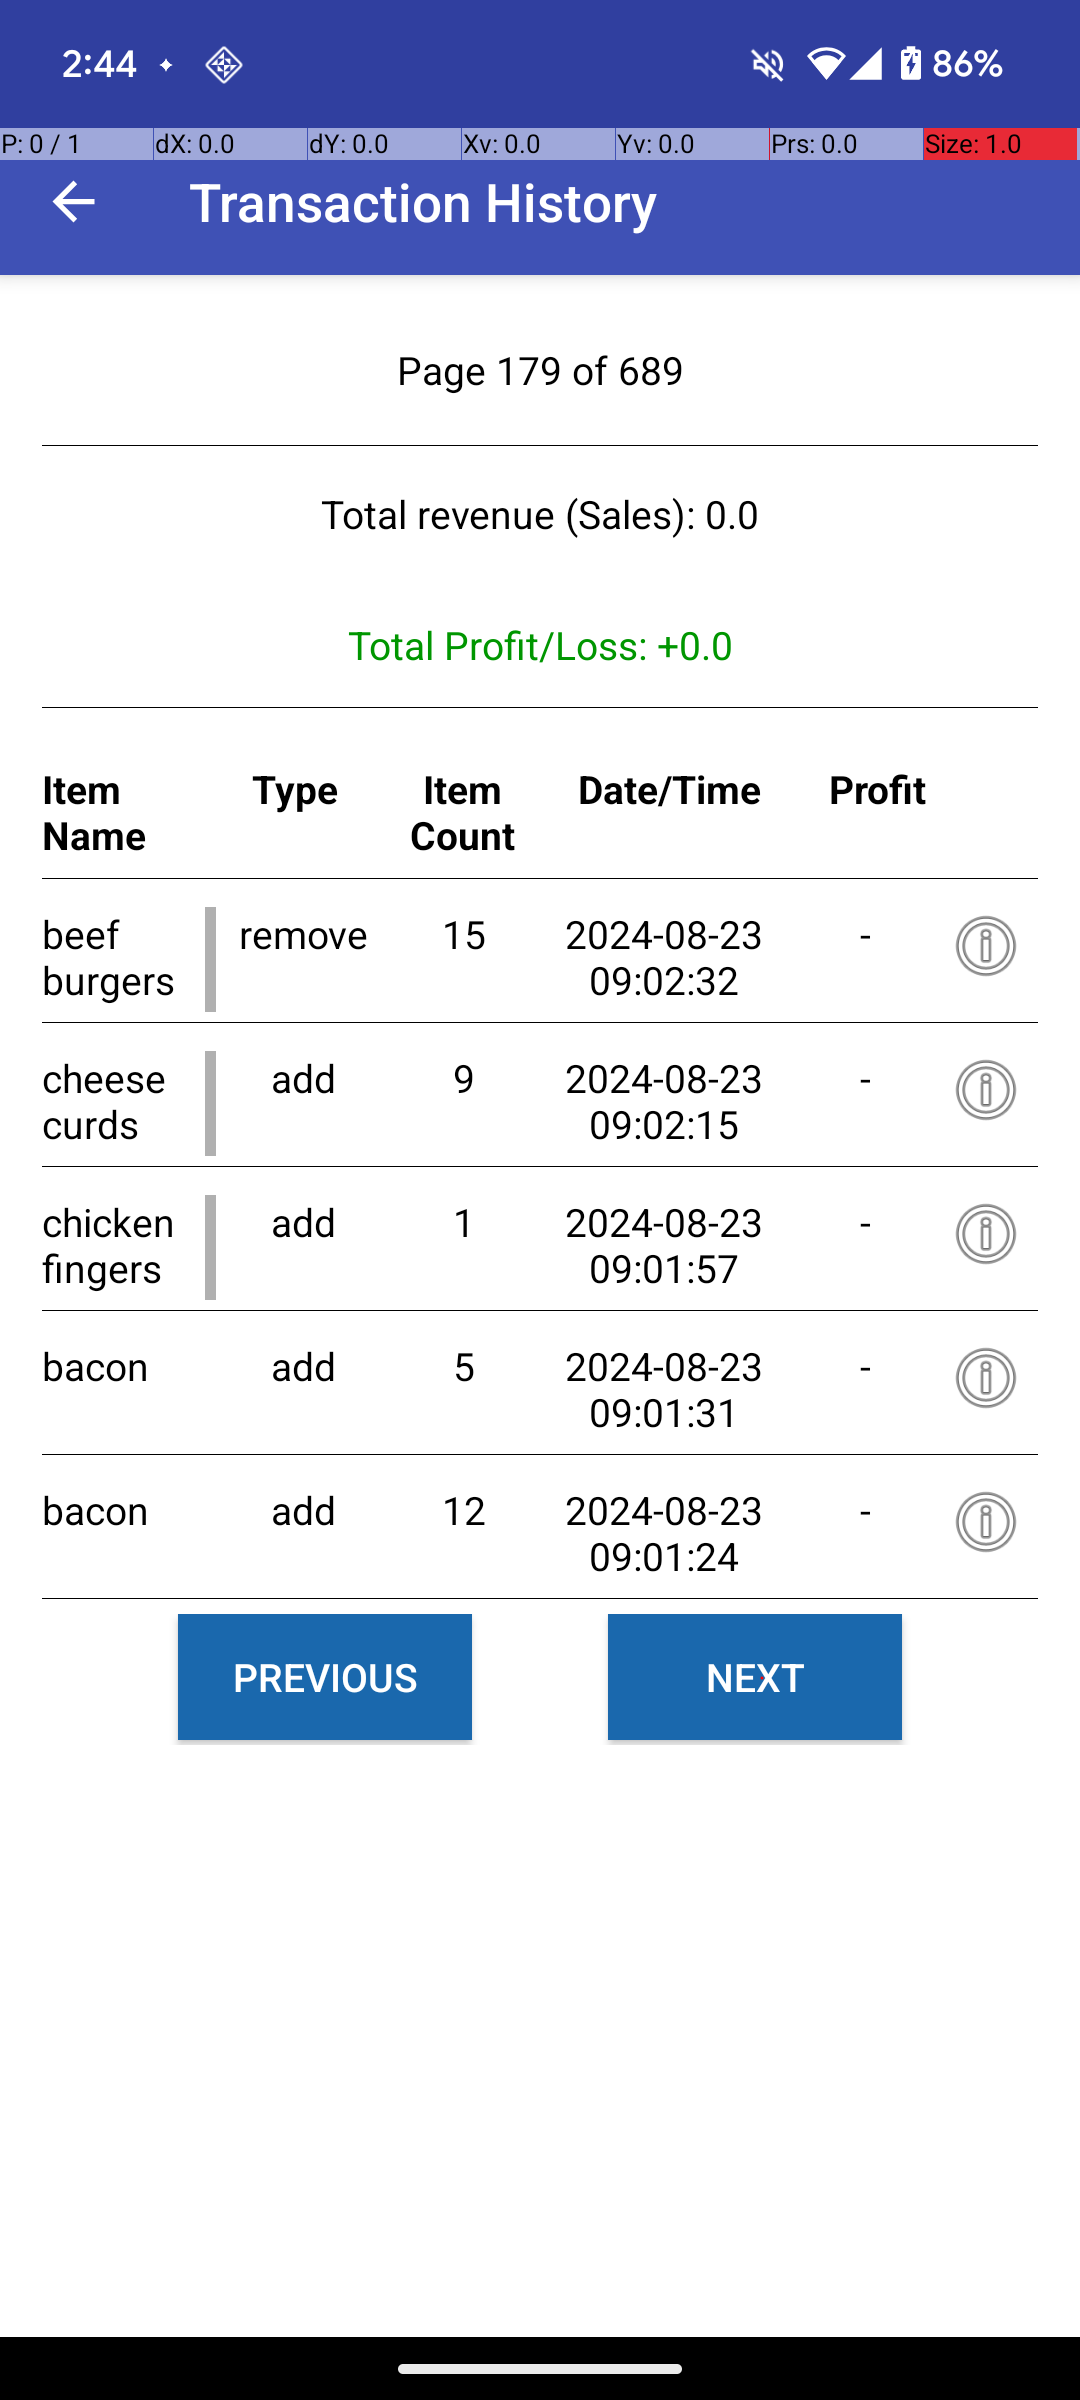 2:44
86%
P: 0 / 1
dX: 0.0
dY: 0.0
Xv: 0.0
Yv: 0.0
Prs: 0.0
Size: 1.0
Transaction History
Page 179 of 689
Total revenue (Sales): 0.0
Total Profit/Loss: +0.0
Item Name Type Item Count Date/Time Profit
beef burgers remove 15 2024-08-23 09:02:32 -
cheese curds add 9 2024-08-23 09:02:15 -
chicken fingers add 1 2024-08-23 09:01:57 -
bacon add 5 2024-08-23 09:01:31 -
bacon add 12 2024-08-23 09:01:24 -
PREVIOUS
NEXT